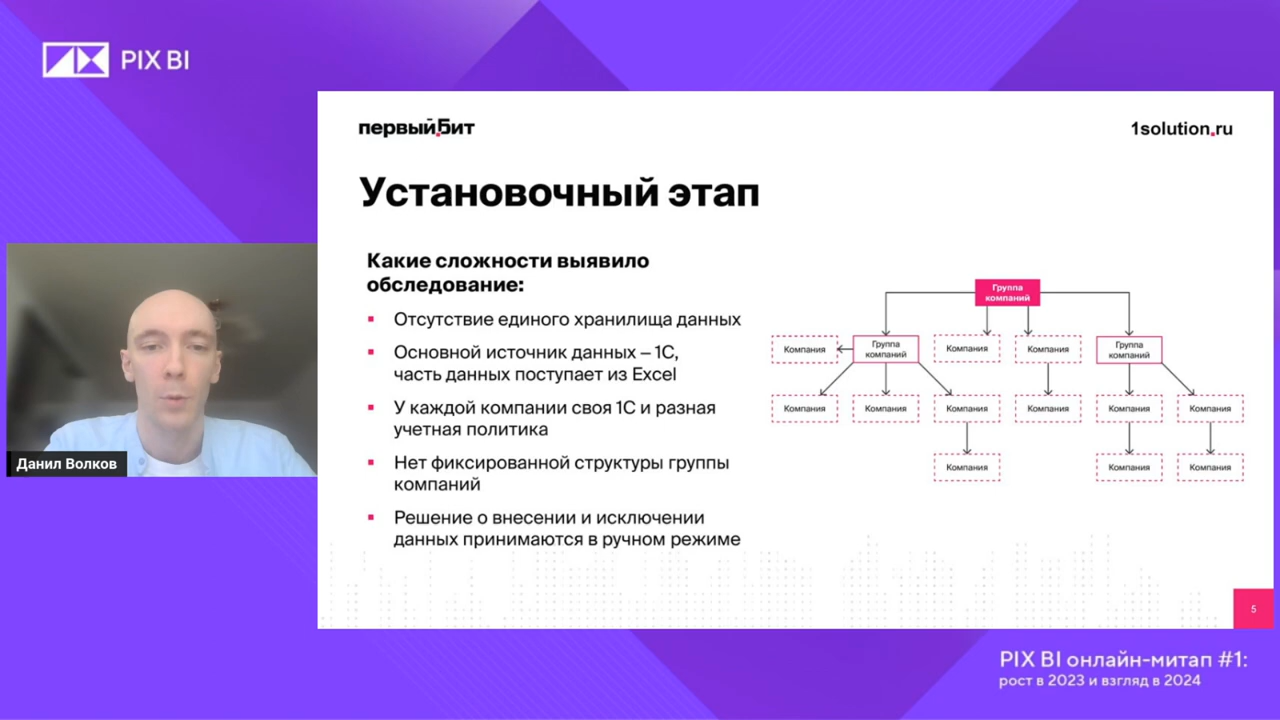 PIX BI
первый.Бит
1solution.ru
Установочный этап
Какие сложности выявило
обследование:
Отсутствие единого хранилища данных
Основной источник данных – 1С,
часть данных поступает из Excel
У каждой компании своя 1С и разная
учетная политика
Нет фиксированной структуры группы
компаний
Решение о внесении и исключении
данных принимаются в ручном режиме
Группа
компаний
Компания
Группа
компаний
Компания
Компания
Группа
компаний
Компания
Компания
Компания
Компания
Компания
Компания
Компания
Компания
Компания
Данил Волков
5
PIX BI онлайн-митап #1:
рост в 2023 и взгляд в 2024